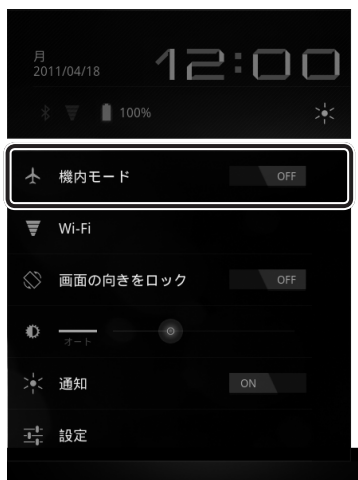 月
2011/04/18
12:00
100%
機内モード
OFF
Wi-Fi
画面の向きをロック
OFF
オート
通知
ON
設定